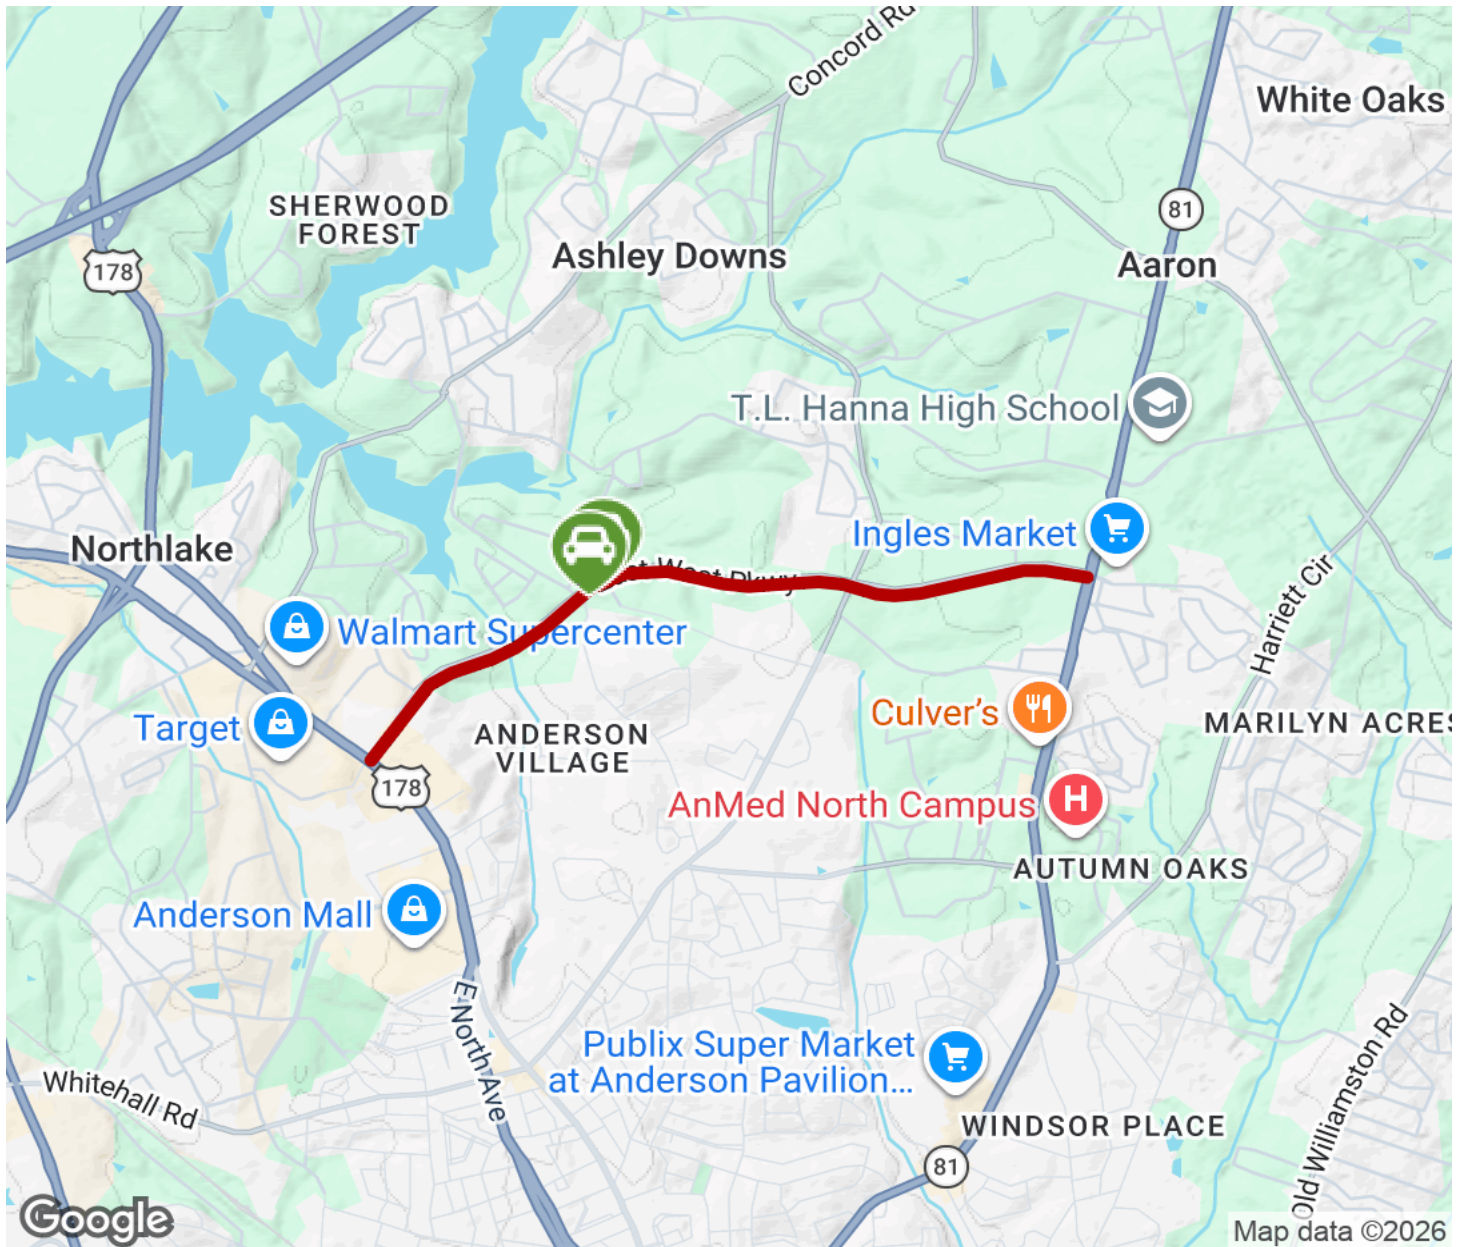 Concord Rd
White Oaks
SHERWOOD
FOREST
81
Ashley Downs
Aaron
178
T.L. Hanna High School
Ingles Market
Northlake
West Pkwy
Harriett Cir
Walmart Supercenter
Culver's
MARILYN ACRES
Target
ANDERSON
VILLAGE
178
AnMed North Campus
H
AUTUMN OAKS
Anderson Mall
E North Ave
Publix Super Market
at Anderson Pavilion...
Whitehall Rd
WINDSOR PLACE
Old Williamston Rd
81
Google
Map data ©2026